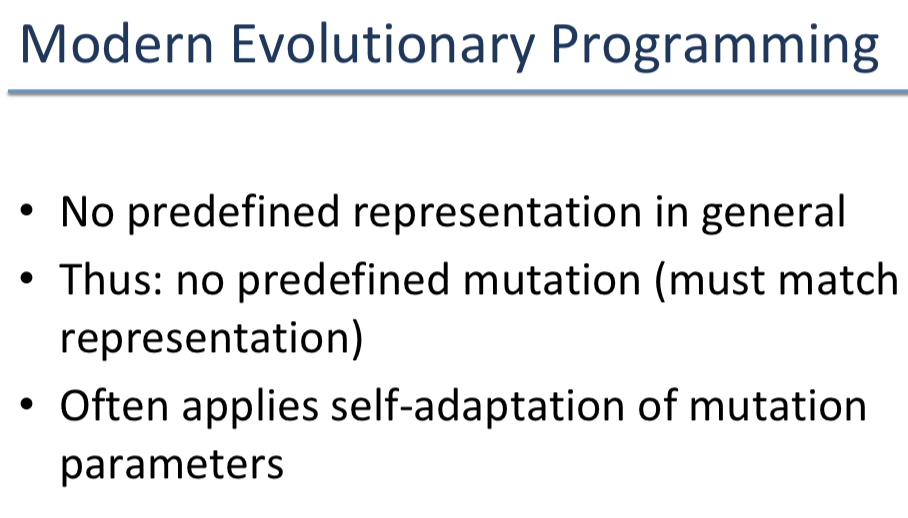 Modern Evolutionary Programming
• No predefined representation in general
• Thus: no predefined mutation (must match
representation)
• Often applies self-adaptation of mutation
parameters